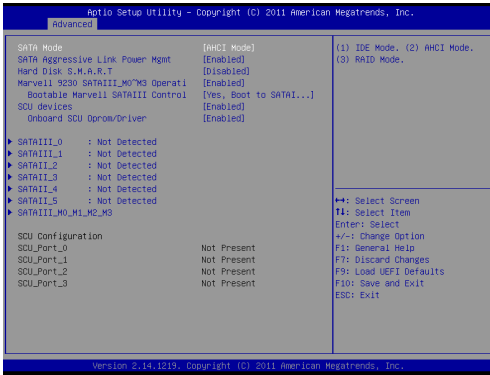 Aptio Setup Utility – Copyright (C) 2011 American Megatrends, Inc.
Advanced
SATA Mode [AHCI Mode]
SATA Aggressive Link Power Mgmt [Enabled]
Hard Disk S.M.A.R.T [Disabled]
Marvell 9230 SATAIII_M0~M3 Operati [Enabled]
Bootable Marvell SATAIII Control [Yes, Boot to SATAI...]
SCU devices [Enabled]
Onboard SCU Oprom/Driver [Enabled]
SATAIII_0 : Not Detected
SATAIII_1 : Not Detected
SATAIII_2 : Not Detected
SATAIII_3 : Not Detected
SATAIII_4 : Not Detected
SATAIII_5 : Not Detected
SATAIII_M0_M1_M2_M3
SCU Configuration
SCU_Port_0 Not Present
SCU_Port_1 Not Present
SCU_Port_2 Not Present
SCU_Port_3 Not Present
(1) IDE Mode. (2) AHCI Mode.
(3) RAID Mode.
↔: Select Screen
↑↓: Select Item
Enter: Select
+/-: Change Option
F1: General Help
F7: Discard Changes
F9: Load UEFI Defaults
F10: Save and Exit
ESC: Exit
Version 2.14.1219. Copyright (C) 2011 American Megatrends, Inc.